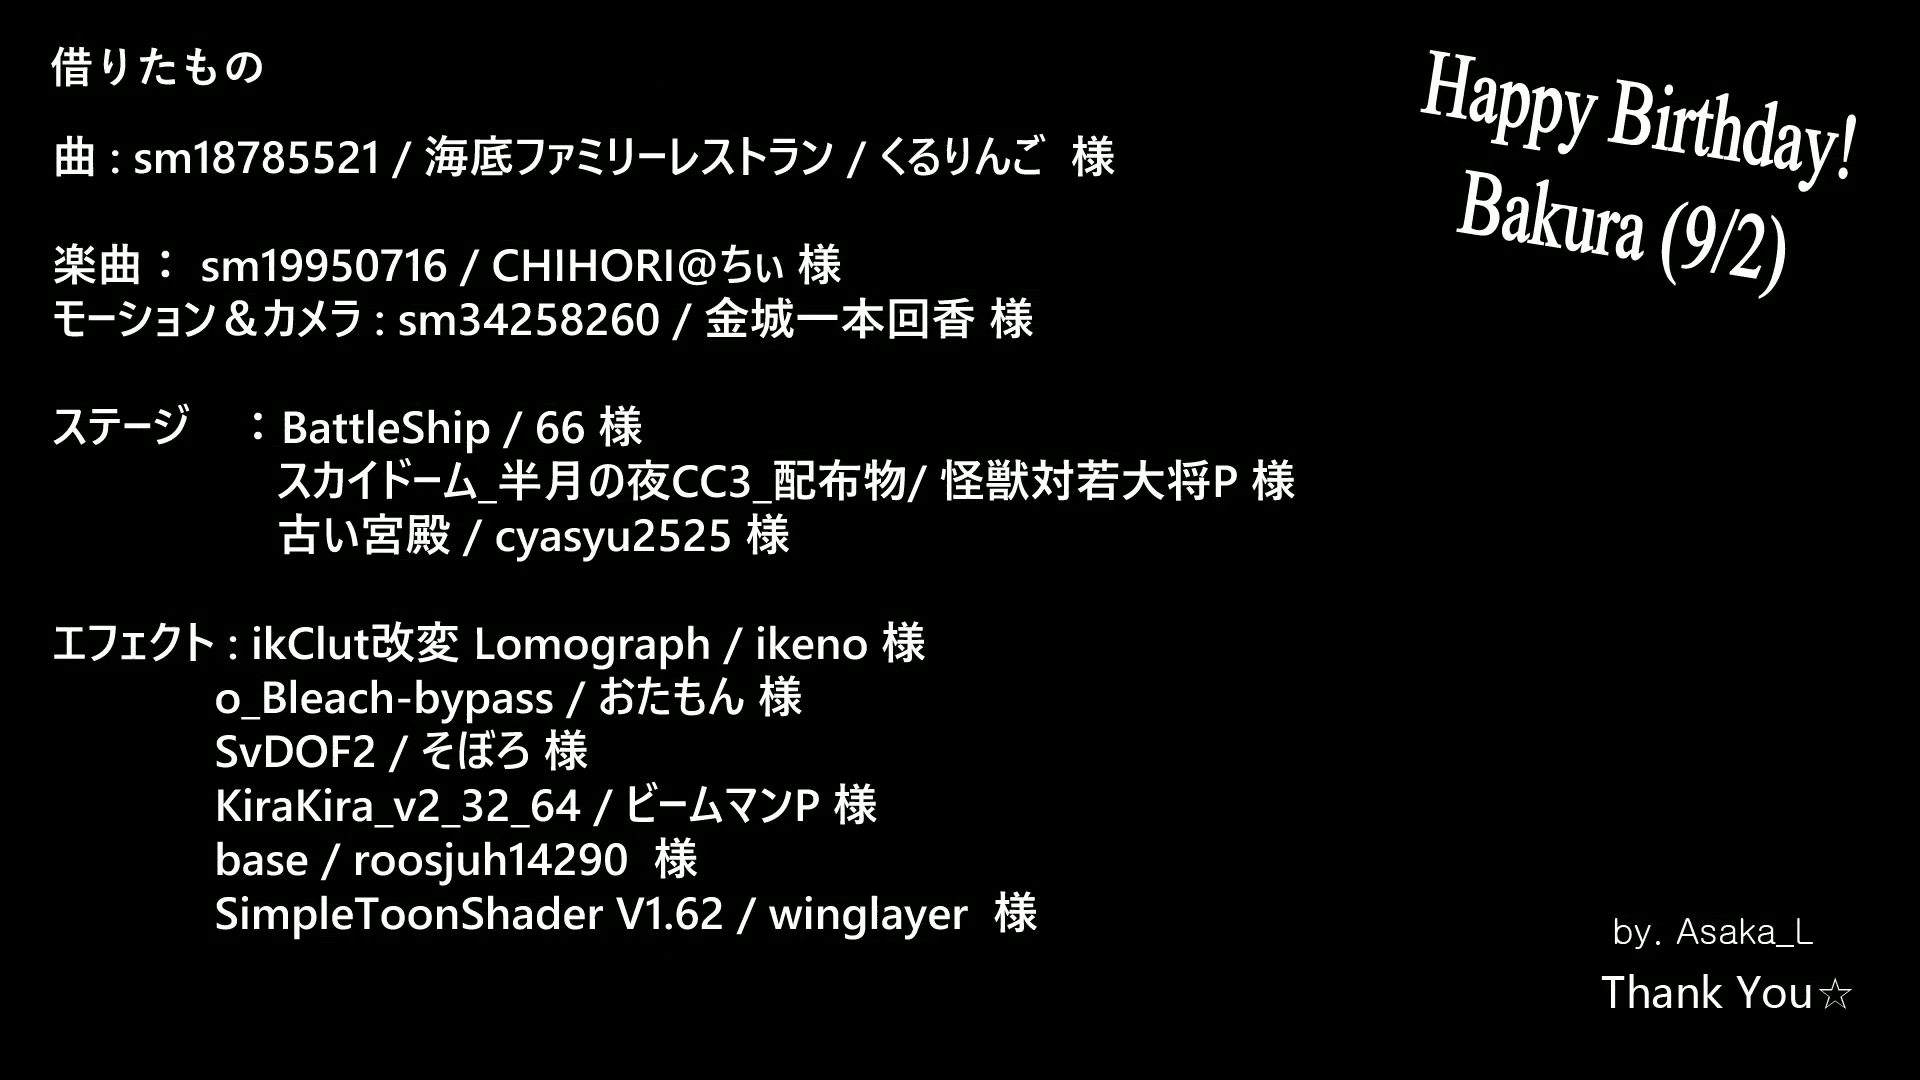 借りたもの
曲 : sm18785521 / 海底ファミリーレストラン / くるりんご 様
楽曲： sm19950716 / CHIHORI@ちぃ 様
モーション＆カメラ : sm34258260 / 金城一本回香 様
ステージ ：BattleShip / 66 様
スカイドーム_半月の夜CC3_配布物/ 怪獣対若大将P 様
古い宮殿 / cyasyu2525 様
エフェクト : ikClut改変 Lomograph / ikeno 様
o_Bleach-bypass / おたもん 様
SvDOF2 / そぼろ 様
KiraKira_v2_32_64 / ビームマンP 様
base / roosjuh14290 様
SimpleToonShader V1.62 / winglayer 様
Happy Birthday!
Bakura (9/2)
by. Asaka_L
Thank You☆